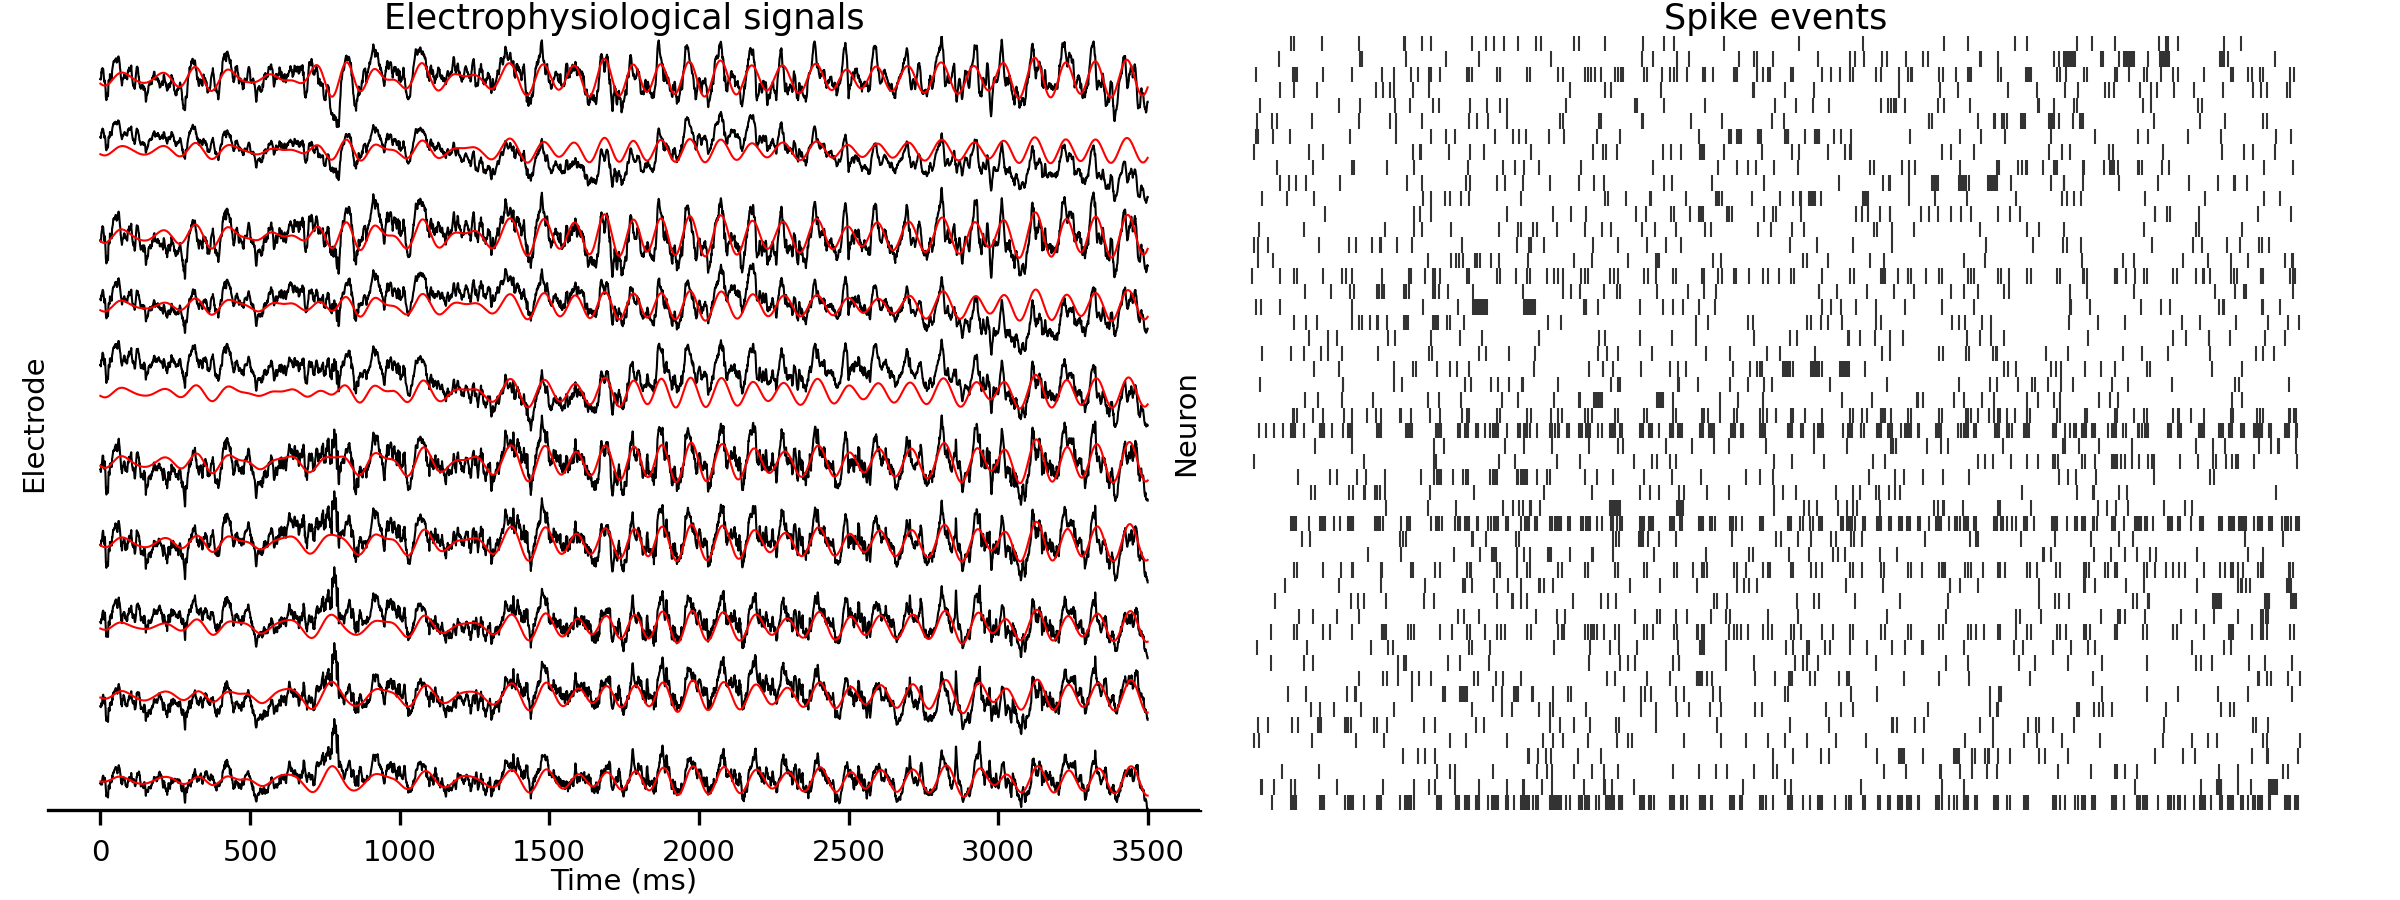 Electrophysiological signals
Electrode
0 500 1000 1500 2000 2500 3000 3500
Time (ms)
Spike events
Neuron